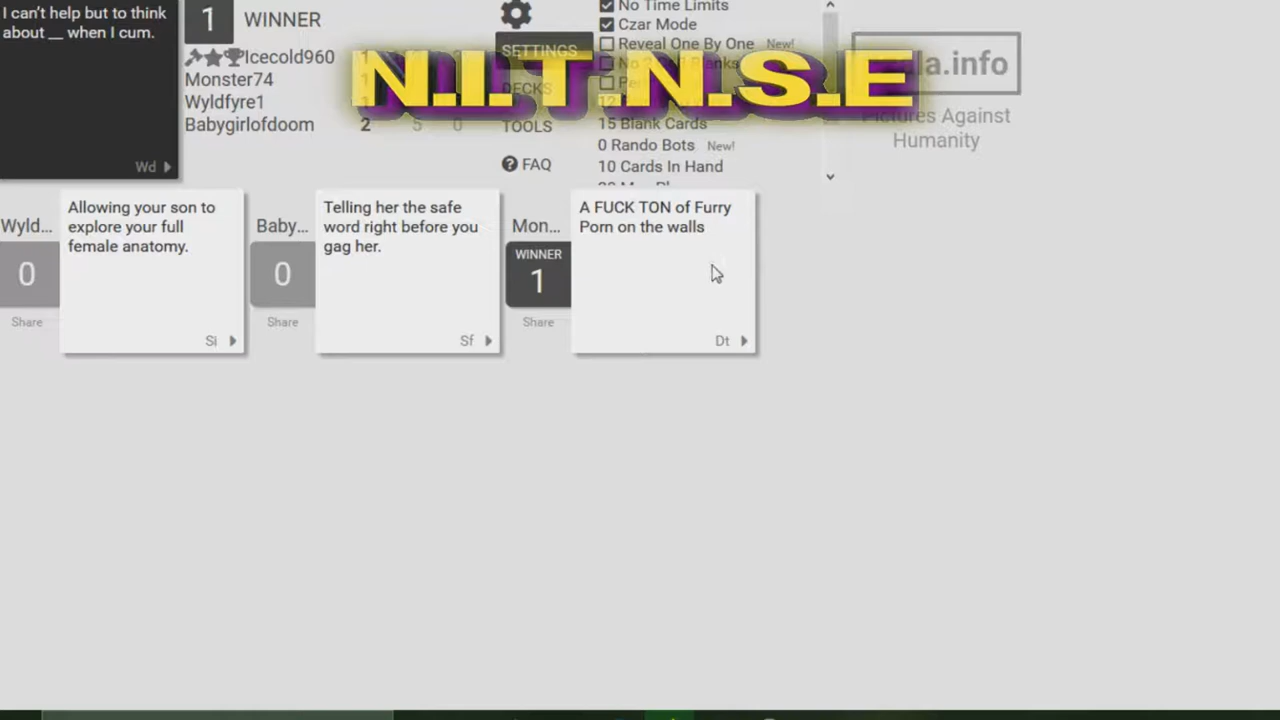 I can't help but to think
about __ when I cum.
Wd
1
WINNER
Icecold960 1
Monster74
Wyldfyre1
Babygirlofdoom 2 5 0
SETTINGS
DECKS
TOOLS
FAQ
No Time Limits
Czar Mode
Reveal One By One New!
15 Blank Cards
0 Rando Bots New!
10 Cards In Hand
N.I.T.N.S.E
la.info
Pictures Against
Humanity
Wyld...
0
Share
Allowing your son to
explore your full
female anatomy.
Si
Baby...
0
Share
Telling her the safe
word right before you
gag her.
Sf
Mon...
WINNER
1
Share
A FUCK TON of Furry
Porn on the walls
Dt